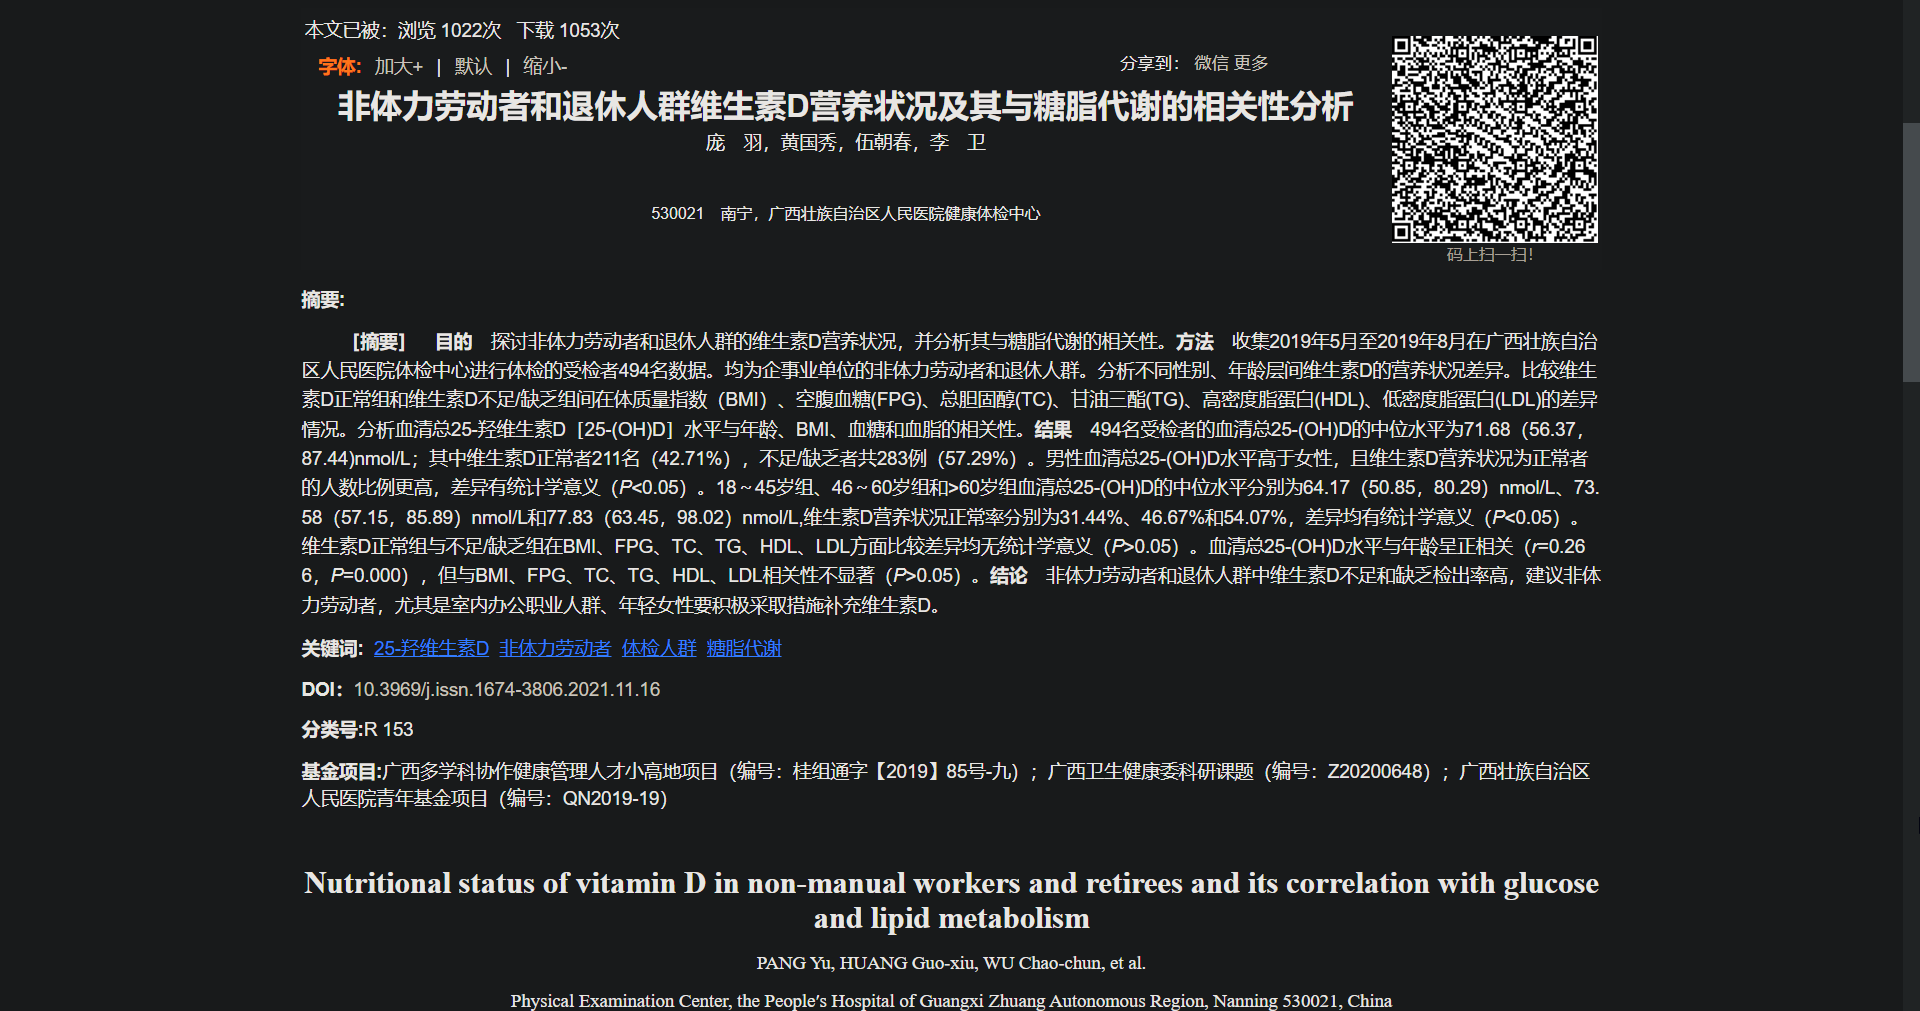 本文已被：浏览 1022次 下载 1053次
字体: 加大+ | 默认 | 缩小-
分享到： 微信 更多
非体力劳动者和退休人群维生素D营养状况及其与糖脂代谢的相关性分析
庞　羽，黄国秀，伍朝春，李　卫
530021　南宁，广西壮族自治区人民医院健康体检中心
码上扫一扫！
摘要:
[摘要]　目的　探讨非体力劳动者和退休人群的维生素D营养状况，并分析其与糖脂代谢的相关性。方法　收集2019年5月至2019年8月在广西壮族自治
区人民医院体检中心进行体检的受检者494名数据。均为企事业单位的非体力劳动者和退休人群。分析不同性别、年龄层间维生素D的营养状况差异。比较维生
素D正常组和维生素D不足/缺乏组间在体质量指数（BMI）、空腹血糖(FPG)、总胆固醇(TC)、甘油三酯(TG)、高密度脂蛋白(HDL)、低密度脂蛋白(LDL)的差异
情况。分析血清总25-羟维生素D［25-(OH)D］水平与年龄、BMI、血糖和血脂的相关性。结果　494名受检者的血清总25-(OH)D的中位水平为71.68（56.37，
87.44)nmol/L；其中维生素D正常者211名（42.71%），不足/缺乏者共283例（57.29%）。男性血清总25-(OH)D水平高于女性，且维生素D营养状况为正常者
的人数比例更高，差异有统计学意义（P<0.05）。18～45岁组、46～60岁组和>60岁组血清总25-(OH)D的中位水平分别为64.17（50.85，80.29）nmol/L、73.
58（57.15，85.89）nmol/L和77.83（63.45，98.02）nmol/L,维生素D营养状况正常率分别为31.44%、46.67%和54.07%，差异均有统计学意义（P<0.05）。
维生素D正常组与不足/缺乏组在BMI、FPG、TC、TG、HDL、LDL方面比较差异均无统计学意义（P>0.05）。血清总25-(OH)D水平与年龄呈正相关（r=0.26
6，P=0.000），但与BMI、FPG、TC、TG、HDL、LDL相关性不显著（P>0.05）。结论　非体力劳动者和退休人群中维生素D不足和缺乏检出率高，建议非体
力劳动者，尤其是室内办公职业人群、年轻女性要积极采取措施补充维生素D。
关键词: 25-羟维生素D 非体力劳动者 体检人群 糖脂代谢
DOI：10.3969/j.issn.1674-3806.2021.11.16
分类号:R 153
基金项目:广西多学科协作健康管理人才小高地项目（编号：桂组通字【2019】85号-九）；广西卫生健康委科研课题（编号：Z20200648）；广西壮族自治区
人民医院青年基金项目（编号：QN2019-19）
Nutritional status of vitamin D in non-manual workers and retirees and its correlation with glucose
and lipid metabolism
PANG Yu, HUANG Guo-xiu, WU Chao-chun, et al.
Physical Examination Center, the People's Hospital of Guangxi Zhuang Autonomous Region, Nanning 530021, China